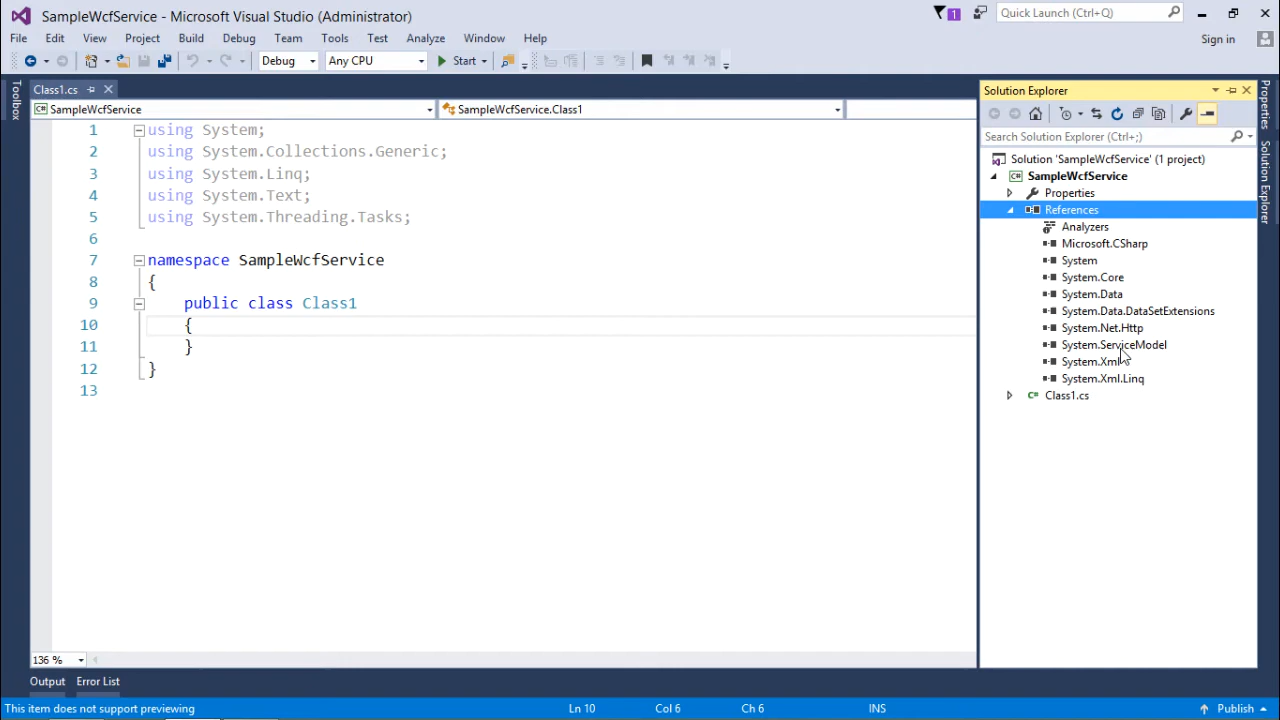 SampleWcfService - Microsoft Visual Studio (Administrator)
1
Quick Launch (Ctrl+Q)
File Edit View Project Build Debug Team Tools Test Analyze Window Help
Sign in
Debug Any CPU Start
Toolbox
Class1.cs
SampleWcfService SampleWcfService.Class1
1 using System;
2 using System.Collections.Generic;
3 using System.Linq;
4 using System.Text;
5 using System.Threading.Tasks;
6
7 namespace SampleWcfService
8 {
9 public class Class1
10 {
11 }
12 }
13
136 %
Solution Explorer
Search Solution Explorer (Ctrl+;)
Solution 'SampleWcfService' (1 project)
C# SampleWcfService
Properties
References
Analyzers
Microsoft.CSharp
System
System.Core
System.Data
System.Data.DataSetExtensions
System.Net.Http
System.ServiceModel
System.Xml
System.Xml.Linq
C# Class1.cs
Properties
Solution Explorer
Output Error List
This item does not support previewing Ln 10 Col 6 Ch 6 INS Publish